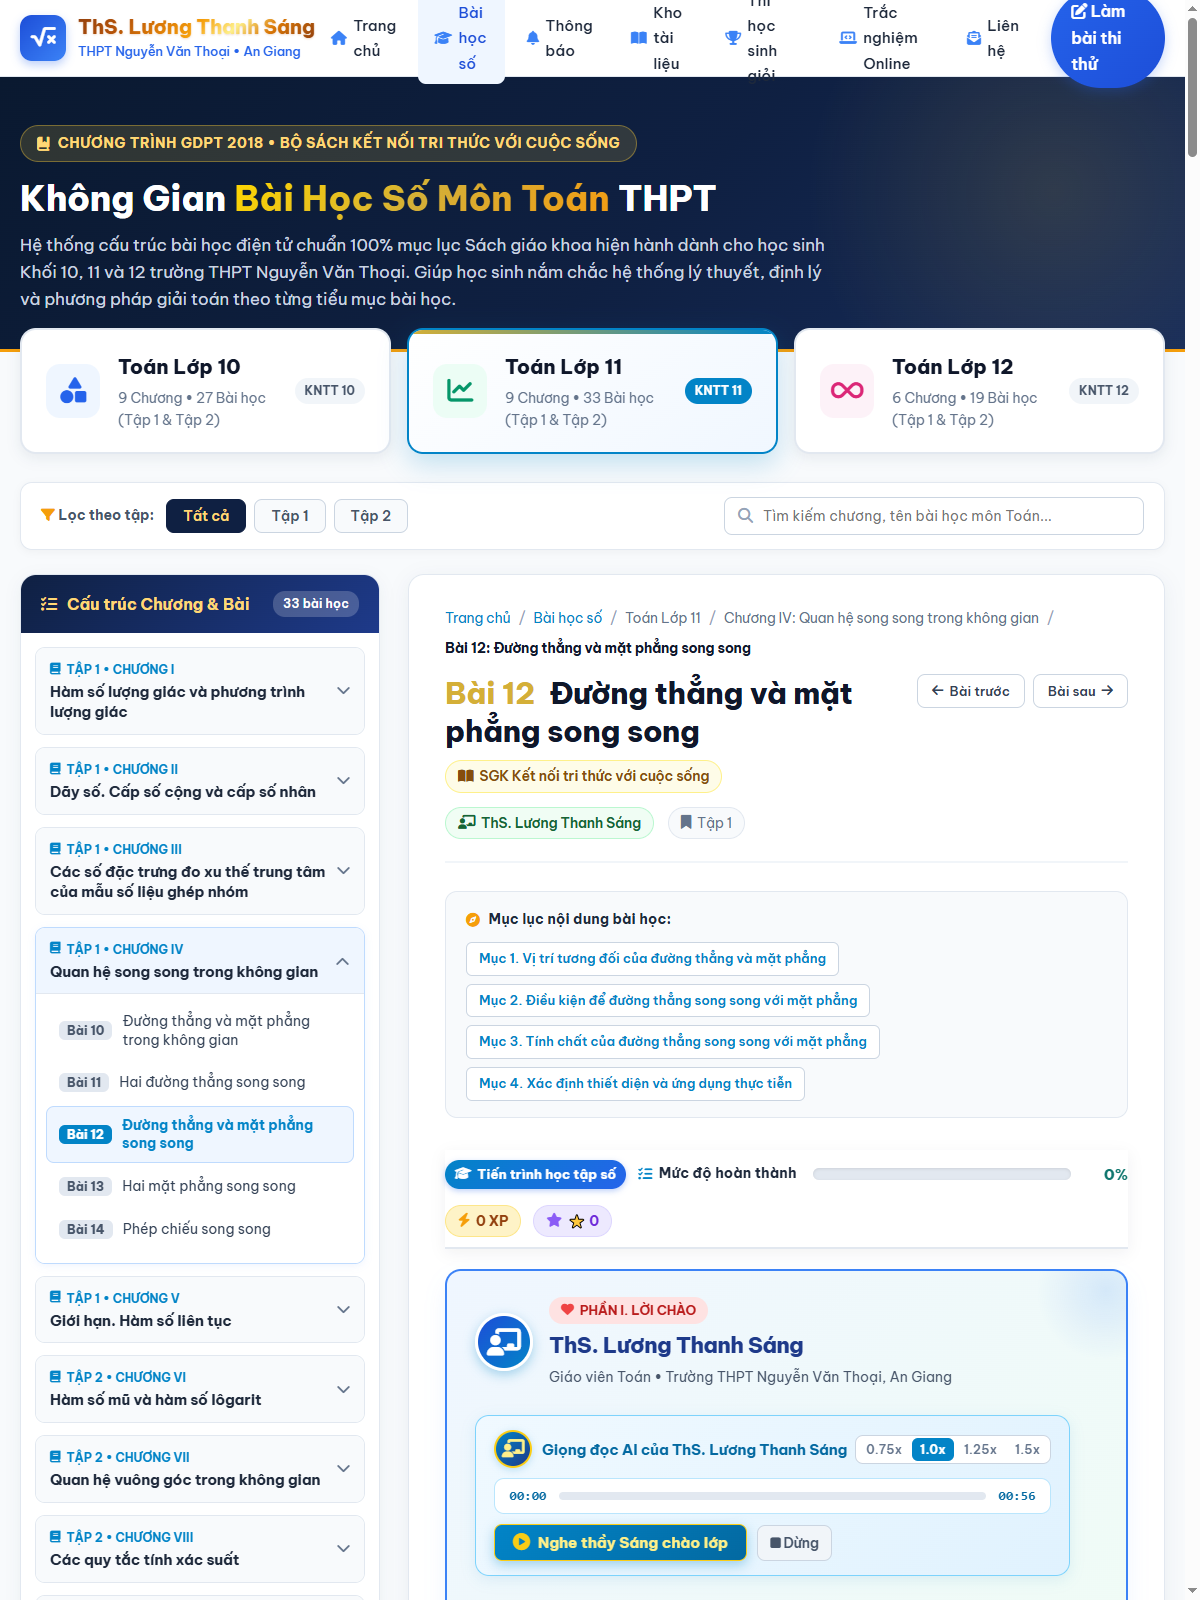 ThS. Lương Thanh Sáng
THPT Nguyễn Văn Thoại • An Giang
Trang chủ
Bài học số
Thông báo
Kho tài liệu
Thi học sinh giỏi
Trắc nghiệm Online
Liên hệ
Làm bài thi thử
CHƯƠNG TRÌNH GDPT 2018 • BỘ SÁCH KẾT NỐI TRI THỨC VỚI CUỘC SỐNG
Không Gian Bài Học Số Môn Toán THPT
Hệ thống cấu trúc bài học điện tử chuẩn 100% mục lục Sách giáo khoa hiện hành dành cho học sinh
Khối 10, 11 và 12 trường THPT Nguyễn Văn Thoại. Giúp học sinh nắm chắc hệ thống lý thuyết, định lý
và phương pháp giải toán theo từng tiểu mục bài học.
Toán Lớp 10
9 Chương • 27 Bài học
(Tập 1 & Tập 2)
KNTT 10
Toán Lớp 11
9 Chương • 33 Bài học
(Tập 1 & Tập 2)
KNTT 11
Toán Lớp 12
6 Chương • 19 Bài học
(Tập 1 & Tập 2)
KNTT 12
Lọc theo tập:
Tất cả
Tập 1
Tập 2
Tìm kiếm chương, tên bài học môn Toán...
Cấu trúc Chương & Bài
33 bài học
TẬP 1 • CHƯƠNG I
Hàm số lượng giác và phương trình
lượng giác
TẬP 1 • CHƯƠNG II
Dãy số. Cấp số cộng và cấp số nhân
TẬP 1 • CHƯƠNG III
Các số đặc trưng đo xu thế trung tâm
của mẫu số liệu ghép nhóm
TẬP 1 • CHƯƠNG IV
Quan hệ song song trong không gian
Bài 10
Đường thẳng và mặt phẳng
trong không gian
Bài 11
Hai đường thẳng song song
Bài 12
Đường thẳng và mặt phẳng
song song
Bài 13
Hai mặt phẳng song song
Bài 14
Phép chiếu song song
TẬP 1 • CHƯƠNG V
Giới hạn. Hàm số liên tục
TẬP 2 • CHƯƠNG VI
Hàm số mũ và hàm số lôgarit
TẬP 2 • CHƯƠNG VII
Quan hệ vuông góc trong không gian
TẬP 2 • CHƯƠNG VIII
Các quy tắc tính xác suất
Trang chủ / Bài học số / Toán Lớp 11 / Chương IV: Quan hệ song song trong không gian /
Bài 12: Đường thẳng và mặt phẳng song song
Bài 12 Đường thẳng và mặt
phẳng song song
Bài trước
Bài sau
SGK Kết nối tri thức với cuộc sống
ThS. Lương Thanh Sáng
Tập 1
Mục lục nội dung bài học:
Mục 1. Vị trí tương đối của đường thẳng và mặt phẳng
Mục 2. Điều kiện để đường thẳng song song với mặt phẳng
Mục 3. Tính chất của đường thẳng song song với mặt phẳng
Mục 4. Xác định thiết diện và ứng dụng thực tiễn
Tiến trình học tập số
Mức độ hoàn thành
0%
0 XP
0
PHẦN I. LỜI CHÀO
ThS. Lương Thanh Sáng
Giáo viên Toán • Trường THPT Nguyễn Văn Thoại, An Giang
Giọng đọc AI của ThS. Lương Thanh Sáng
0.75x
1.0x
1.25x
1.5x
00:00
00:56
Nghe thầy Sáng chào lớp
Dừng